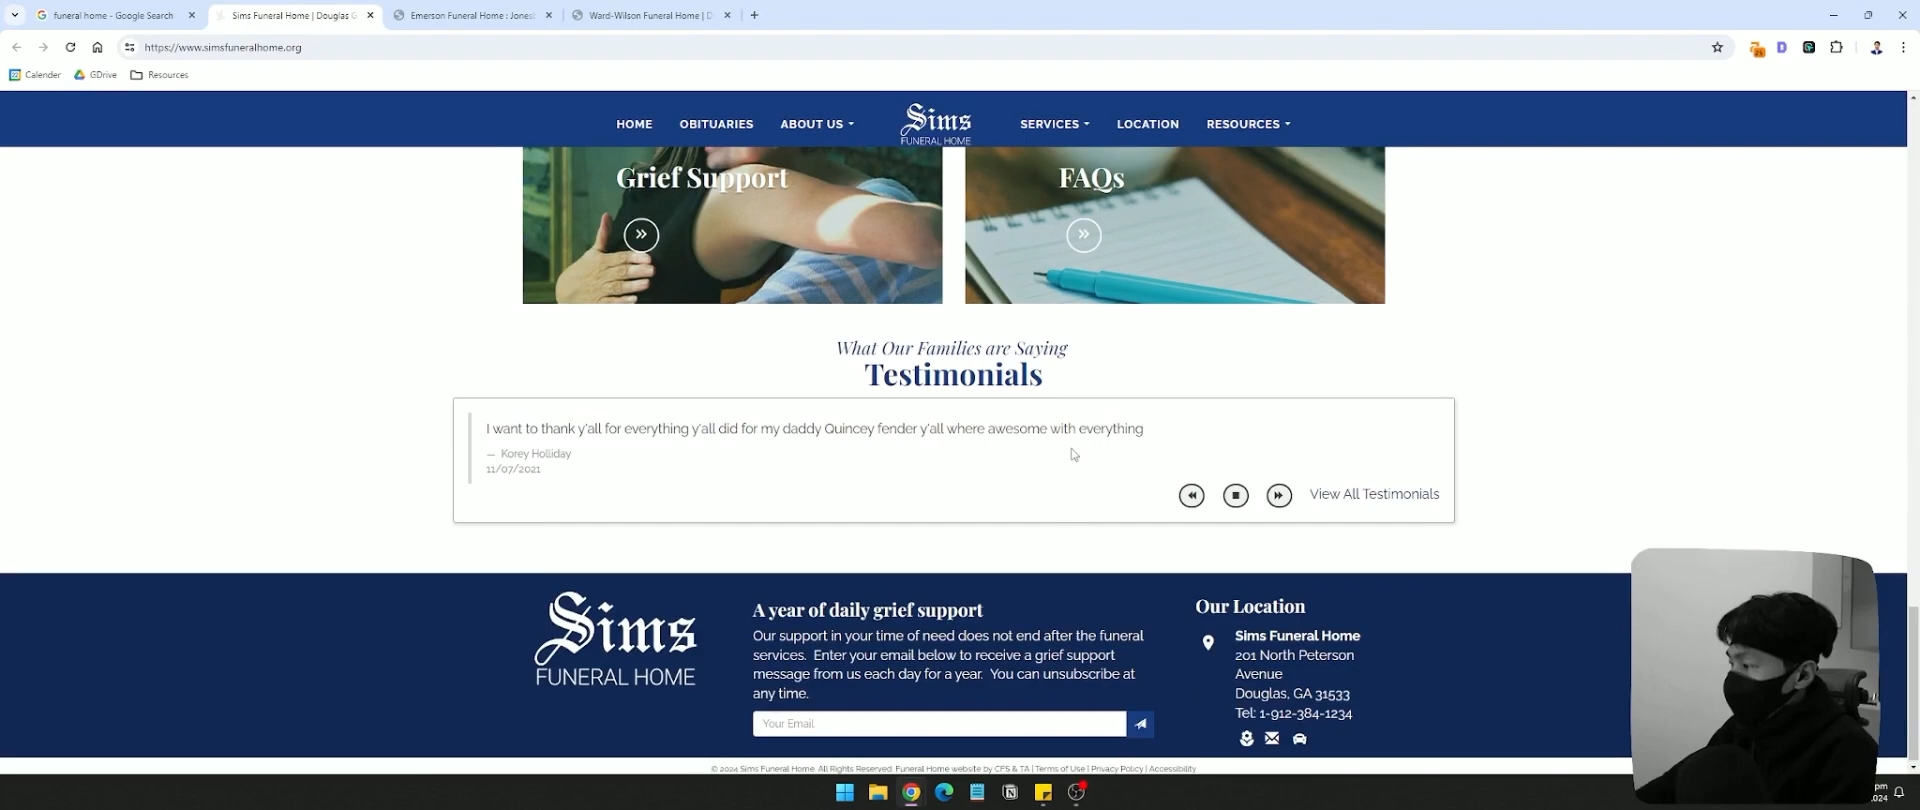 funeral home - Google Search
Sims Funeral Home | Douglas G
Emerson Funeral Home : Jones
Ward-Wilson Funeral Home | D
https://www.simsfuneralhome.org
Calender
GDrive
Resources
HOME
OBITUARIES
ABOUT US
Sims
FUNERAL HOME
SERVICES
LOCATION
RESOURCES
Grief Support
FAQs
What Our Families are Saying
Testimonials
I want to thank y'all for everything y'all did for my daddy Quincey fender y'all where awesome with everything
— Korey Holliday
11/07/2021
View All Testimonials
Sims
FUNERAL HOME
A year of daily grief support
Our support in your time of need does not end after the funeral
services. Enter your email below to receive a grief support
message from us each day for a year. You can unsubscribe at
any time.
Your Email
Our Location
Sims Funeral Home
201 North Peterson
Avenue
Douglas, GA 31533
Tel: 1-912-384-1234
© 2024 Sims Funeral Home. All Rights Reserved. Funeral Home website by CFS & TA | Terms of Use | Privacy Policy | Accessibility
pm
2024